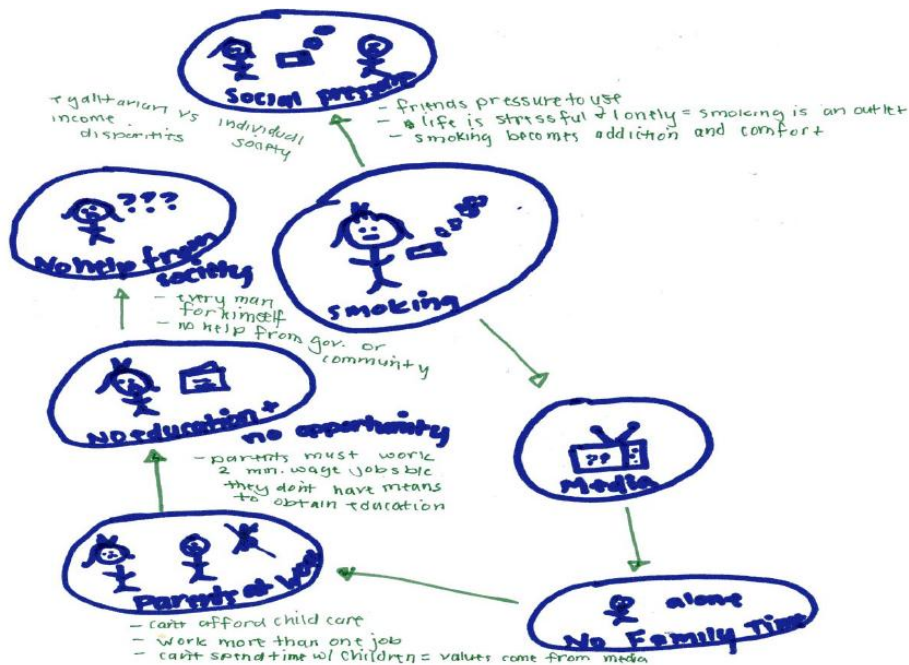 social pressure
egalitarian vs individual
income
society
disparities
- friends pressure to use
- life is stressful & lonely = smoking is an outlet
- smoking becomes addiction and comfort
???
No help from
society
smoking
- every man
for himself
- no help from gov. or
community
No education +
no opportunity
- parents must work
2 min. wage jobs b/c
they don't have means
to obtain education
??
Media
Parents at work
alone
No Family Time
- can't afford child care
- work more than one job
- can't spend time w/ children = values come from media